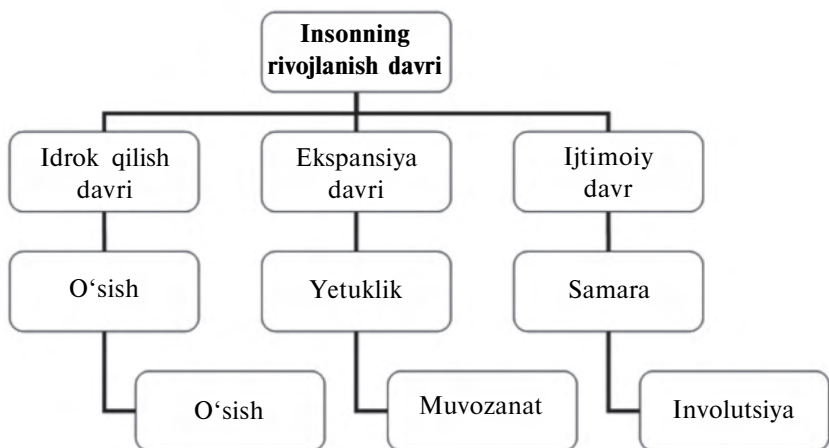 Insonning
rivojlanish davri
Idrok qilish
davri
Ekspansiya
davri
Ijtimoiy
davr
O‘sish
Yetuklik
Samara
O‘sish
Muvozanat
Involutsiya